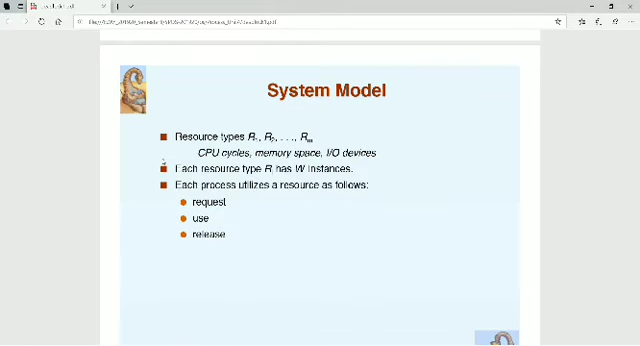 System Model
Resource types R₁, R₂, . . ., Rₘ
CPU cycles, memory space, I/O devices
Each resource type Rᵢ has Wᵢ instances.
Each process utilizes a resource as follows:
request
use
release